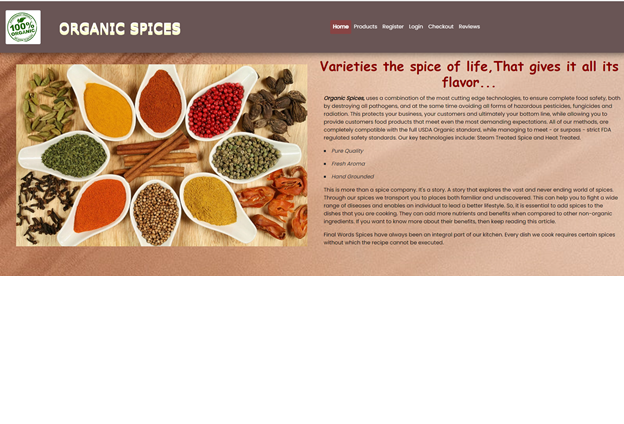 100%
ORGANIC
ORGANIC SPICES
Home Products Register Login Checkout Reviews
Varieties the spice of life,That gives it all its
flavor...
Organic Spices, uses a combination of the most cutting edge technologies, to ensure complete food safety, both
by destroying all pathogens, and at the same time avoiding all forms of hazardous pesticides, fungicides and
radiation. This protects your business, your customers and ultimately your bottom line, while allowing you to
provide customers food products that meet even the most demanding expectations. All of our methods, are
completely compatible with the full USDA Organic standard, while managing to meet - or surpass - strict FDA
regulated safety standards. Our key technologies include: Steam Treated Spice and Heat Treated.
• Pure Quality
• Fresh Aroma
• Hand Grounded
This is more than a spice company. It's a story. A story that explores the vast and never ending world of spices.
Through our spices we transport you to places both familiar and undiscovered. This can help you to fight a wide
range of diseases and enables an individual to lead a better lifestyle. So, it is essential to add spices to the
dishes that you are cooking. They can add more nutrients and benefits when compared to other non-organic
ingredients. If you want to know more about their benefits, then keep reading this article.
Final Words Spices have always been an integral part of our kitchen. Every dish we cook requires certain spices
without which the recipe cannot be executed.